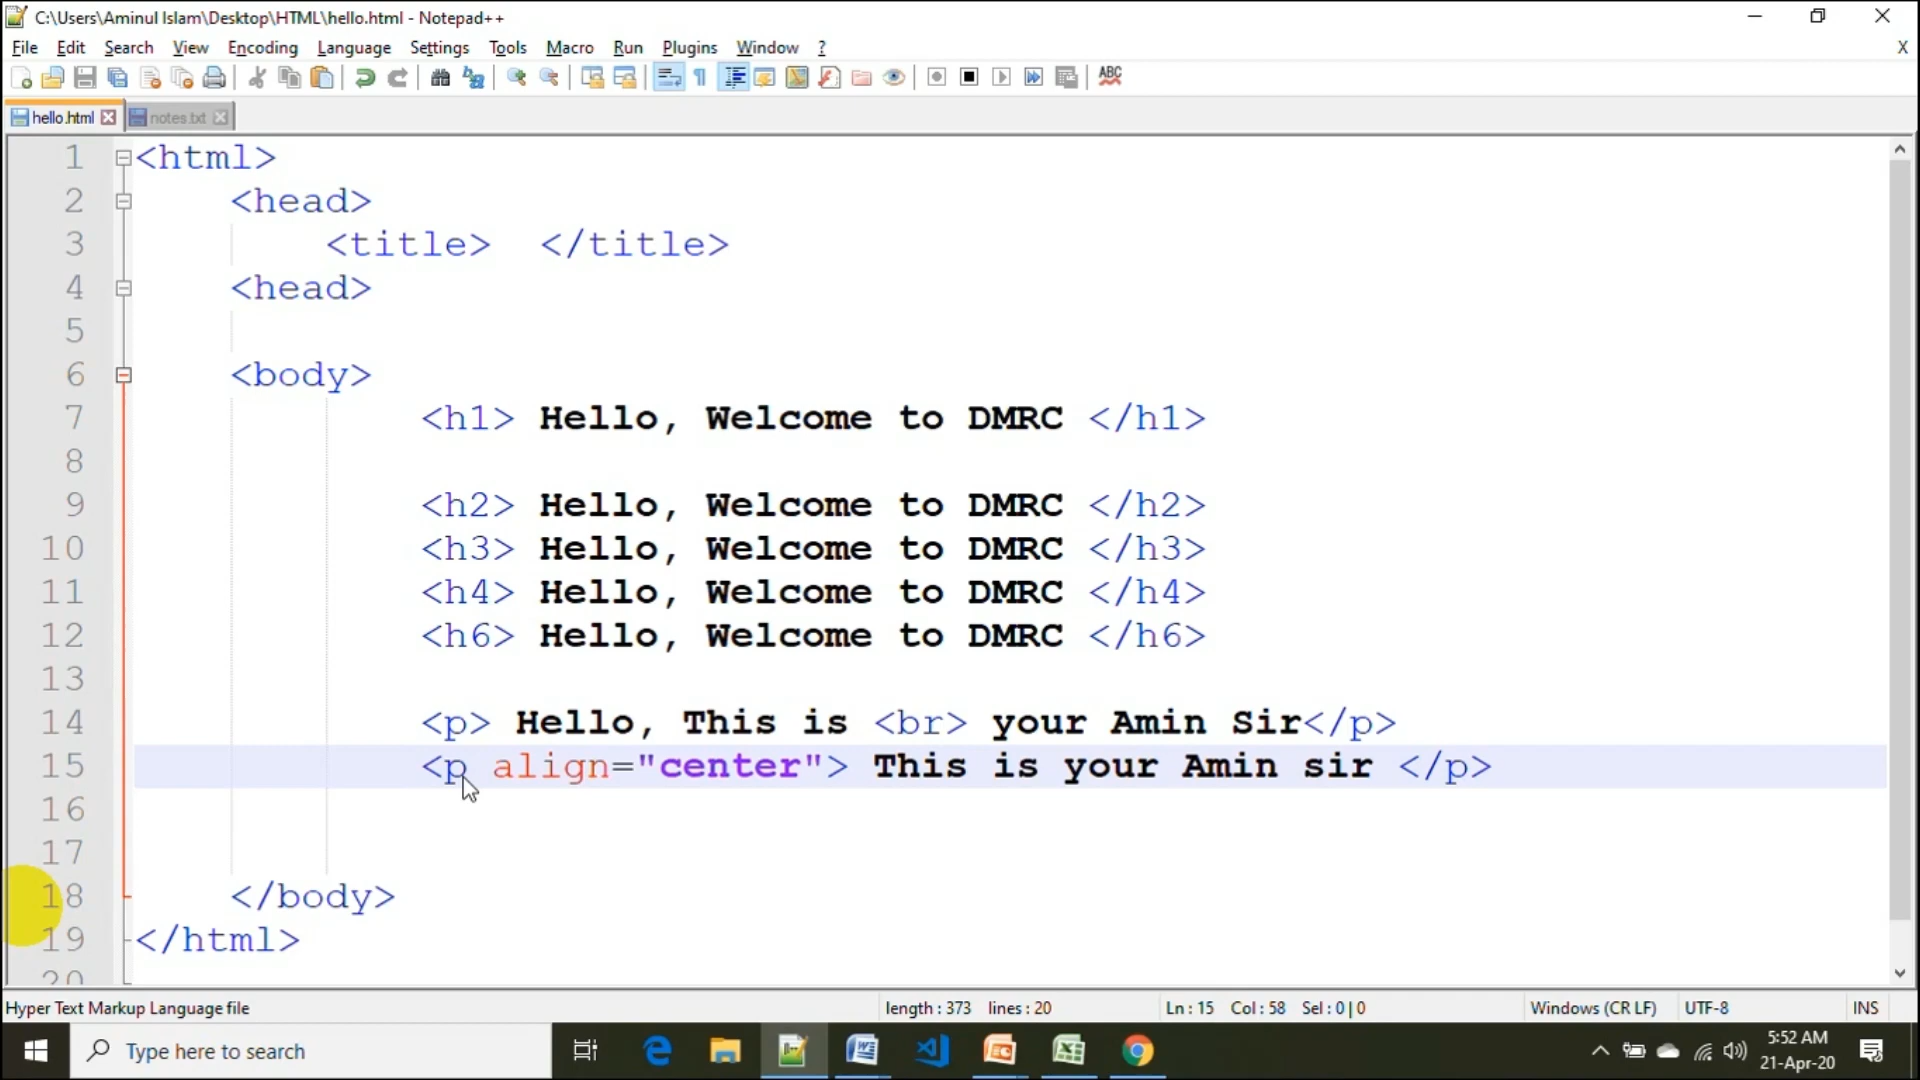 C:\Users\Aminul Islam\Desktop\HTML\hello.html - Notepad++
File Edit Search View Encoding Language Settings Tools Macro Run Plugins Window ? X
ABC
hello.html notes.txt
1 <html>
2 <head>
3 <title> </title>
4 <head>
5
6 <body>
7 <h1> Hello, Welcome to DMRC </h1>
8
9 <h2> Hello, Welcome to DMRC </h2>
10 <h3> Hello, Welcome to DMRC </h3>
11 <h4> Hello, Welcome to DMRC </h4>
12 <h6> Hello, Welcome to DMRC </h6>
13
14 <p> Hello, This is <br> your Amin Sir</p>
15 <p align="center"> This is your Amin sir </p>
16
17
18 </body>
19 </html>
20
Hyper Text Markup Language file length : 373 lines : 20 Ln : 15 Col : 58 Sel : 0 | 0 Windows (CR LF) UTF-8 INS
Type here to search
5:52 AM
21-Apr-20